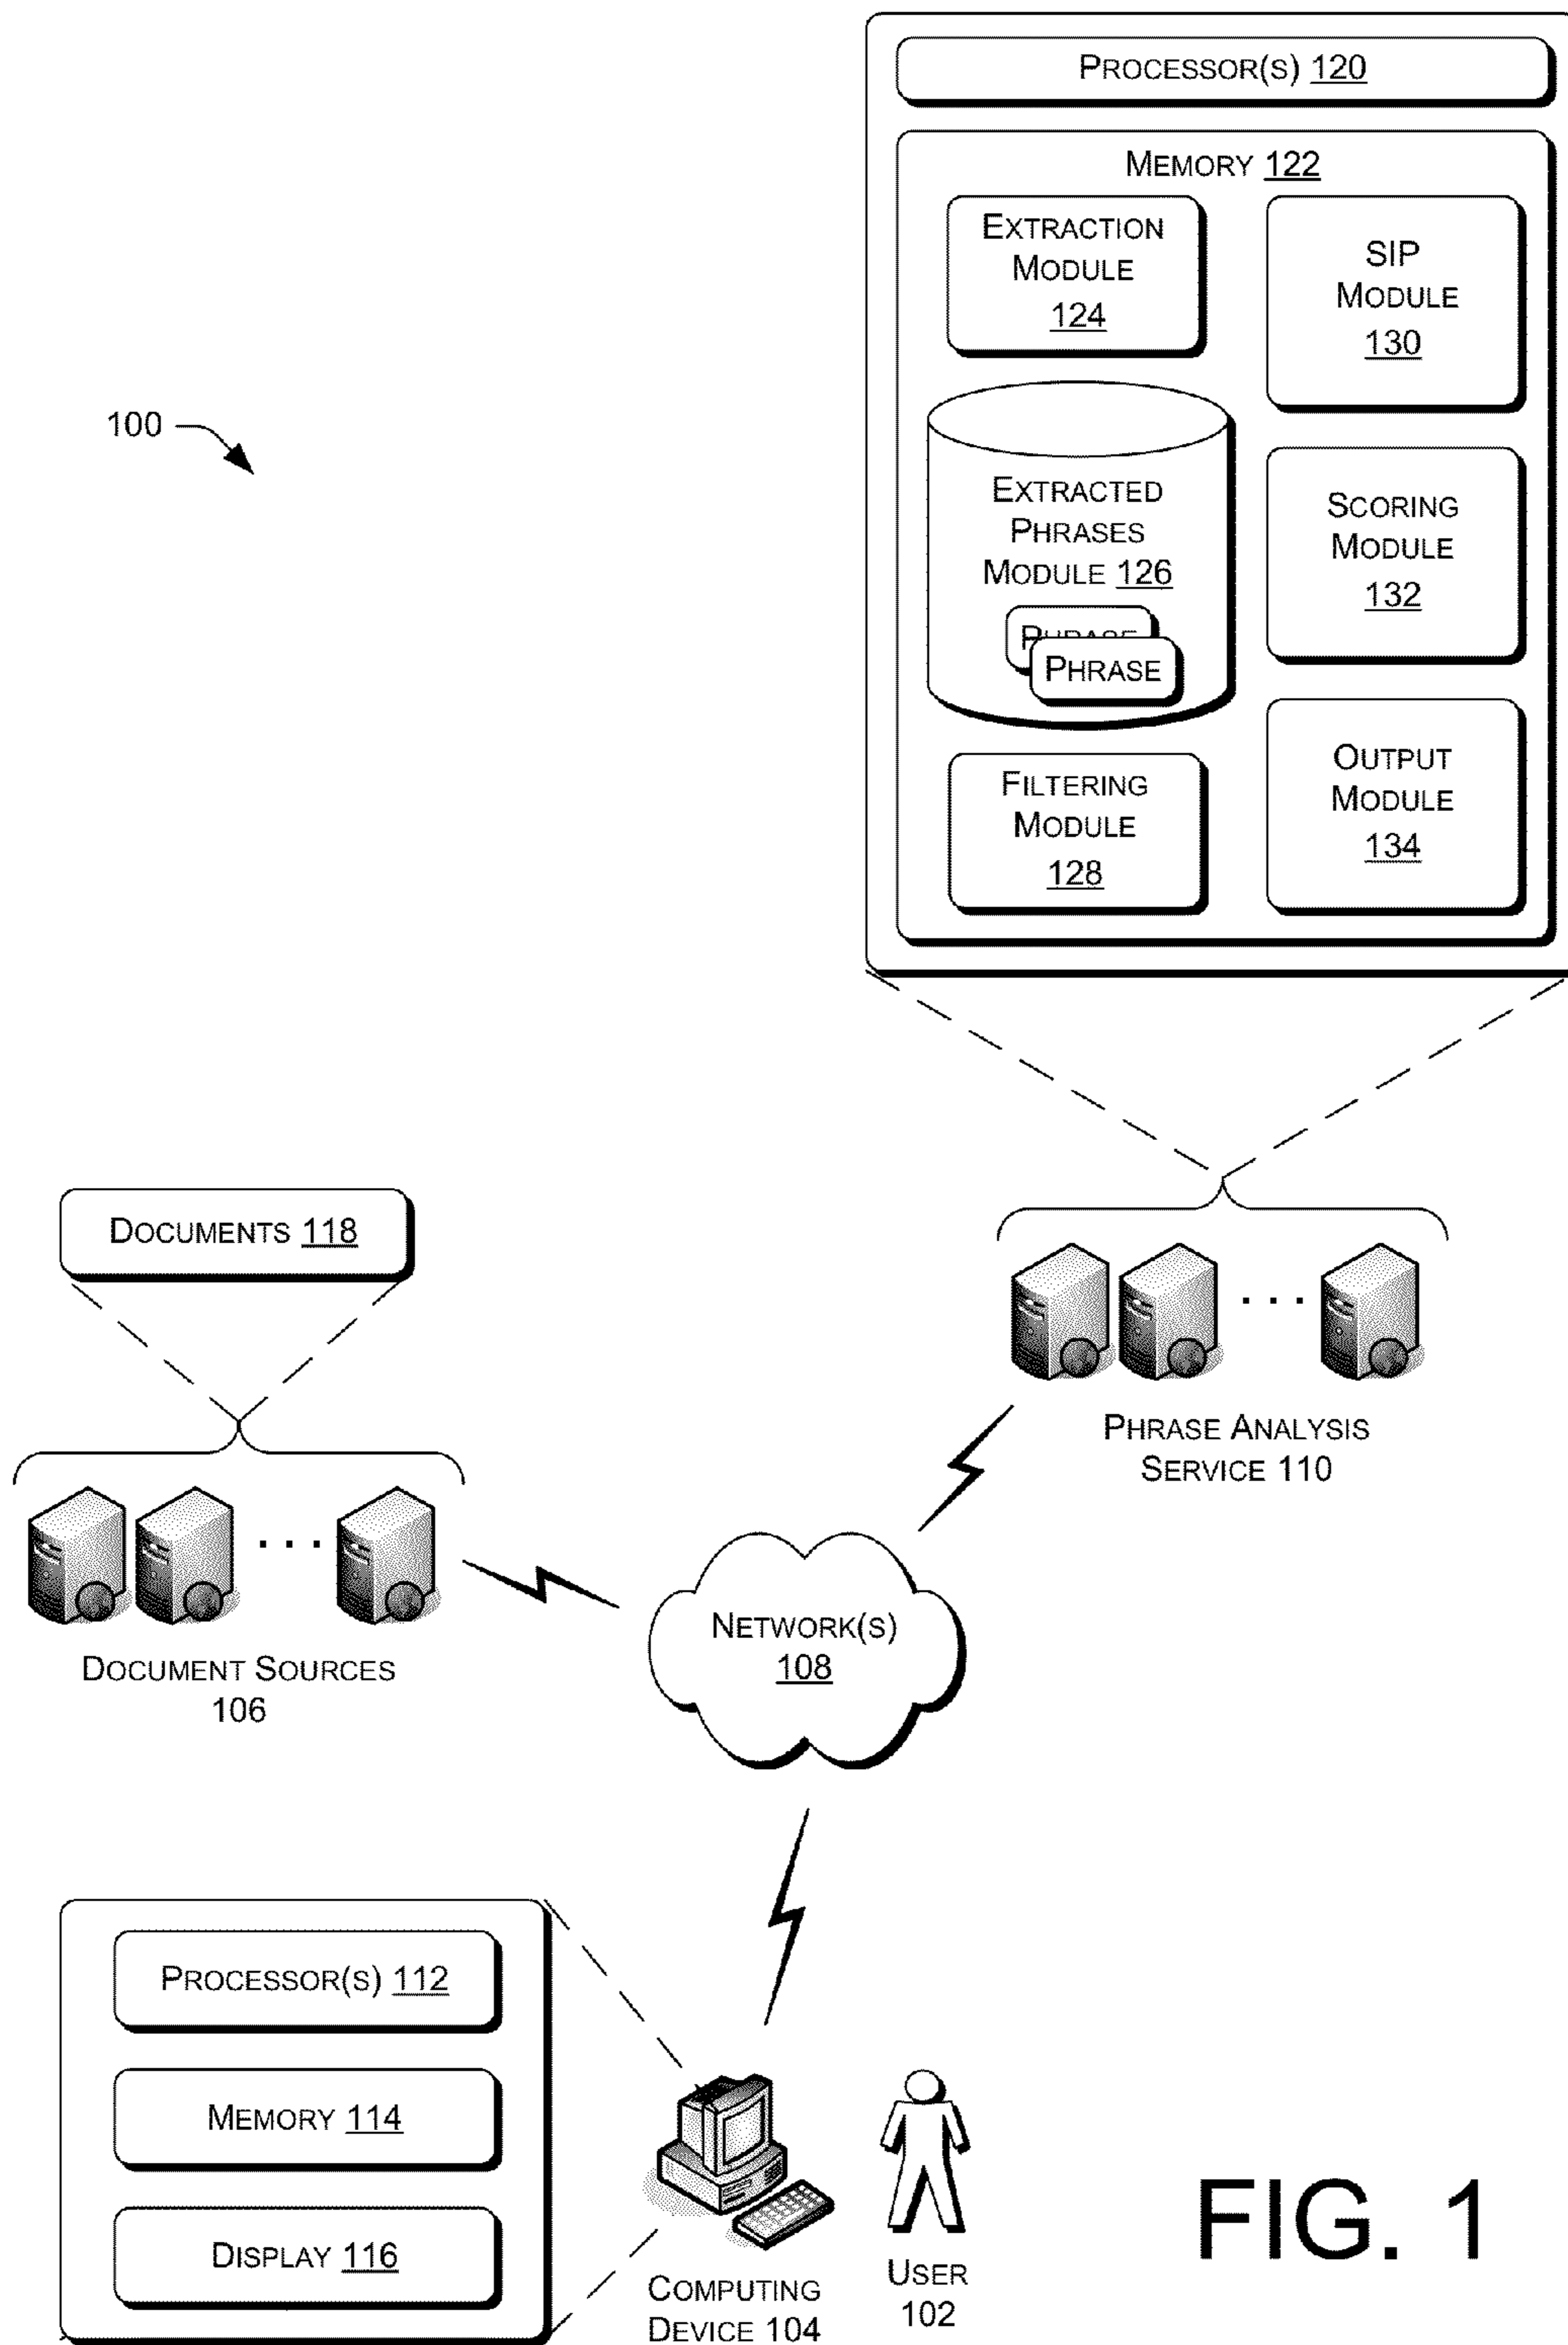 PROCESSOR(S) 120
MEMORY 122
EXTRACTION
MODULE
124
SIP
MODULE
130
100
EXTRACTED
PHRASES
MODULE 126
PHRASE
PHRASE
SCORING
MODULE
132
FILTERING
MODULE
128
OUTPUT
MODULE
134
DOCUMENTS 118
PHRASE ANALYSIS
SERVICE 110
DOCUMENT SOURCES
106
NETWORK(S)
108
PROCESSOR(S) 112
MEMORY 114
DISPLAY 116
COMPUTING
DEVICE 104
USER
102
FIG. 1